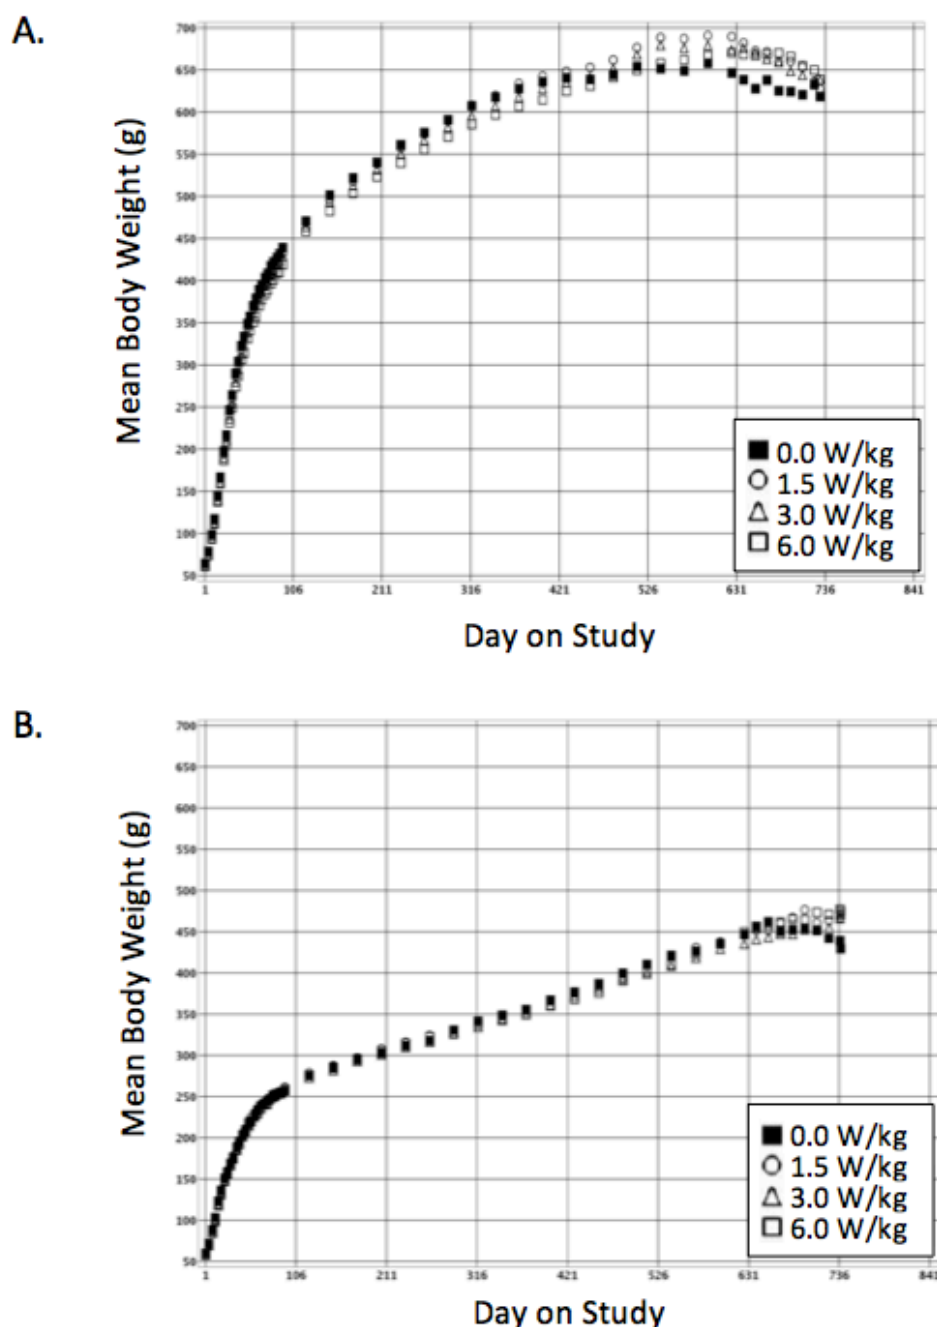 A.
Mean Body Weight (g)
700
650
600
550
500
450
400
350
300
250
200
150
100
50
1 106 211 316 421 526 631 736 841
0.0 W/kg
1.5 W/kg
3.0 W/kg
6.0 W/kg
Day on Study
B.
Mean Body Weight (g)
700
650
600
550
500
450
400
350
300
250
200
150
100
50
1 106 211 316 421 526 631 736 841
0.0 W/kg
1.5 W/kg
3.0 W/kg
6.0 W/kg
Day on Study